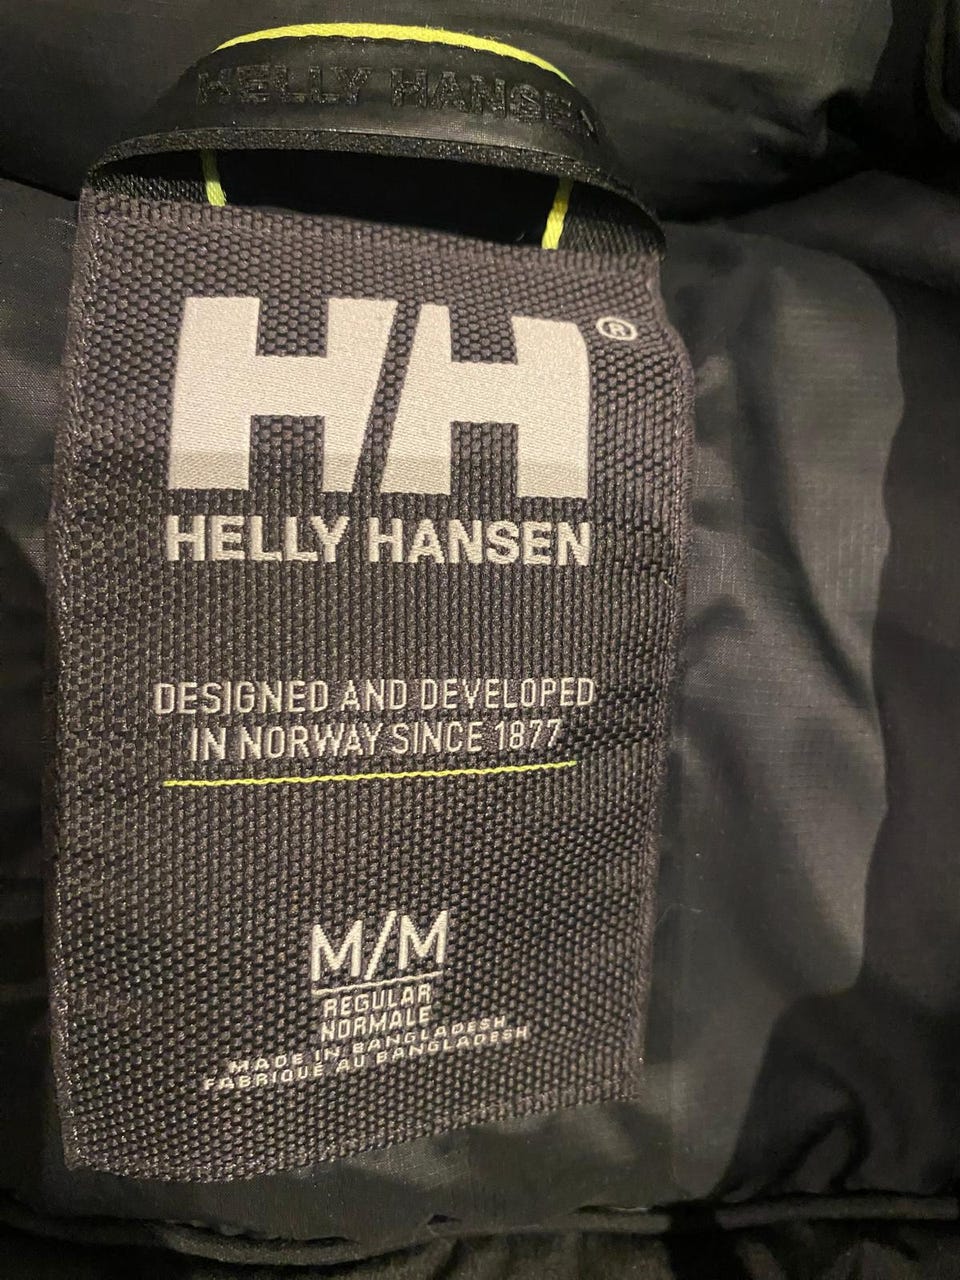 HELLY HANSEN
HH®
HELLY HANSEN
DESIGNED AND DEVELOPED
IN NORWAY SINCE 1877
M/M
REGULAR
NORMALE
MADE IN BANGLADESH
FABRIQUÉ AU BANGLADESH